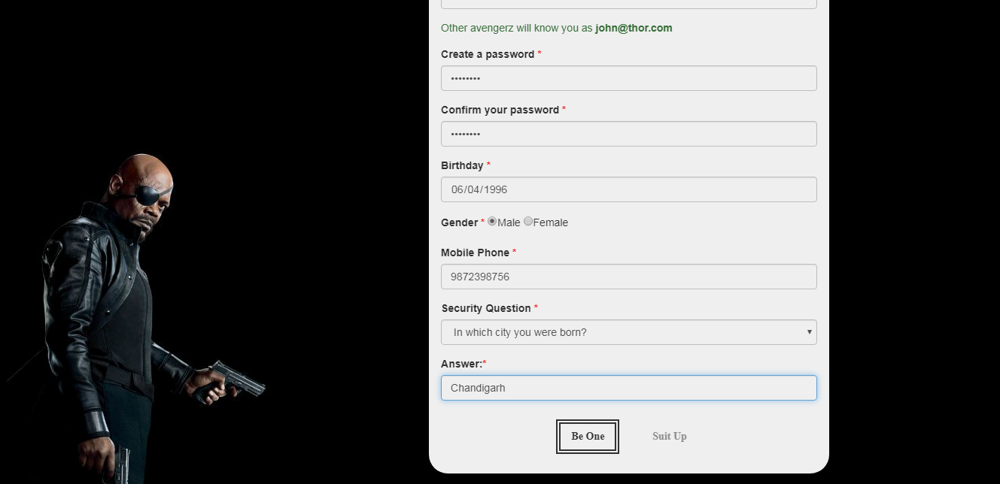 Other avengerz will know you as john@thor.com
Create a password *
••••••••
Confirm your password *
••••••••
Birthday *
06/04/1996
Gender * Male Female
Mobile Phone *
9872398756
Security Question *
In which city you were born?
Answer:*
Chandigarh
Be One Suit Up